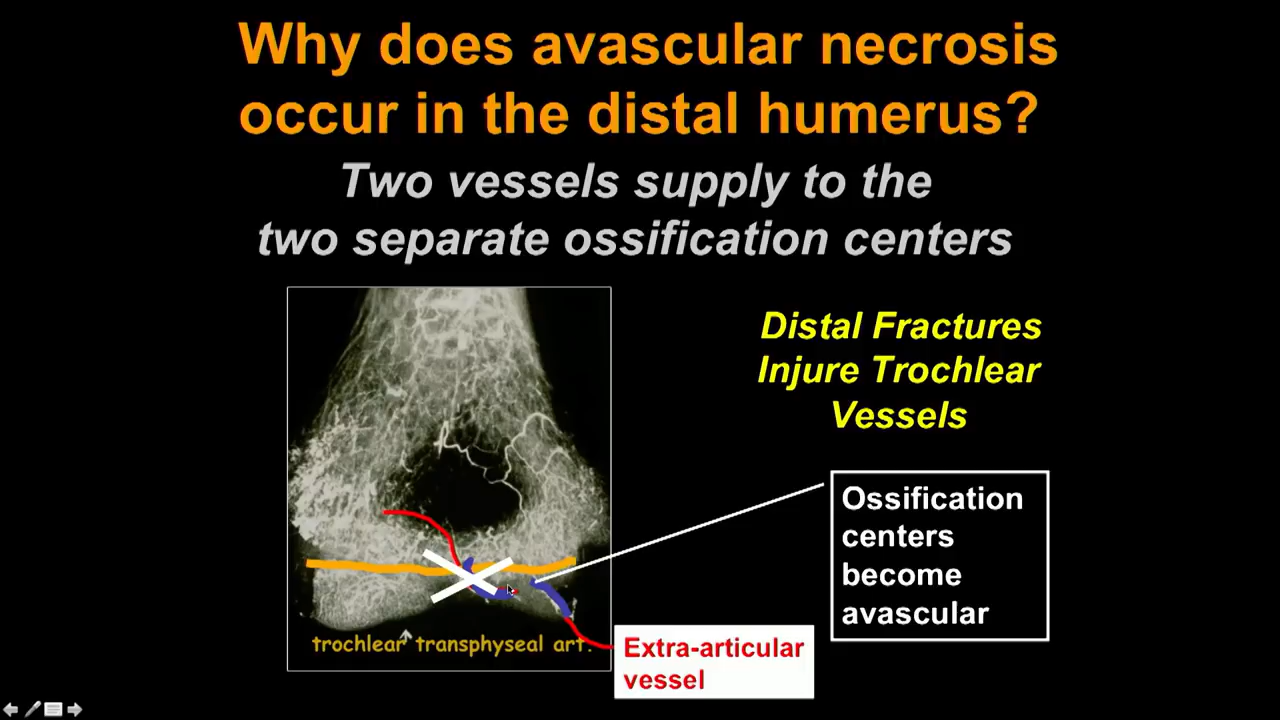 Why does avascular necrosis
occur in the distal humerus?
Two vessels supply to the
two separate ossification centers
Distal Fractures
Injure Trochlear
Vessels
Ossification
centers
become
avascular
trochlear transphyseal art.
Extra-articular
vessel